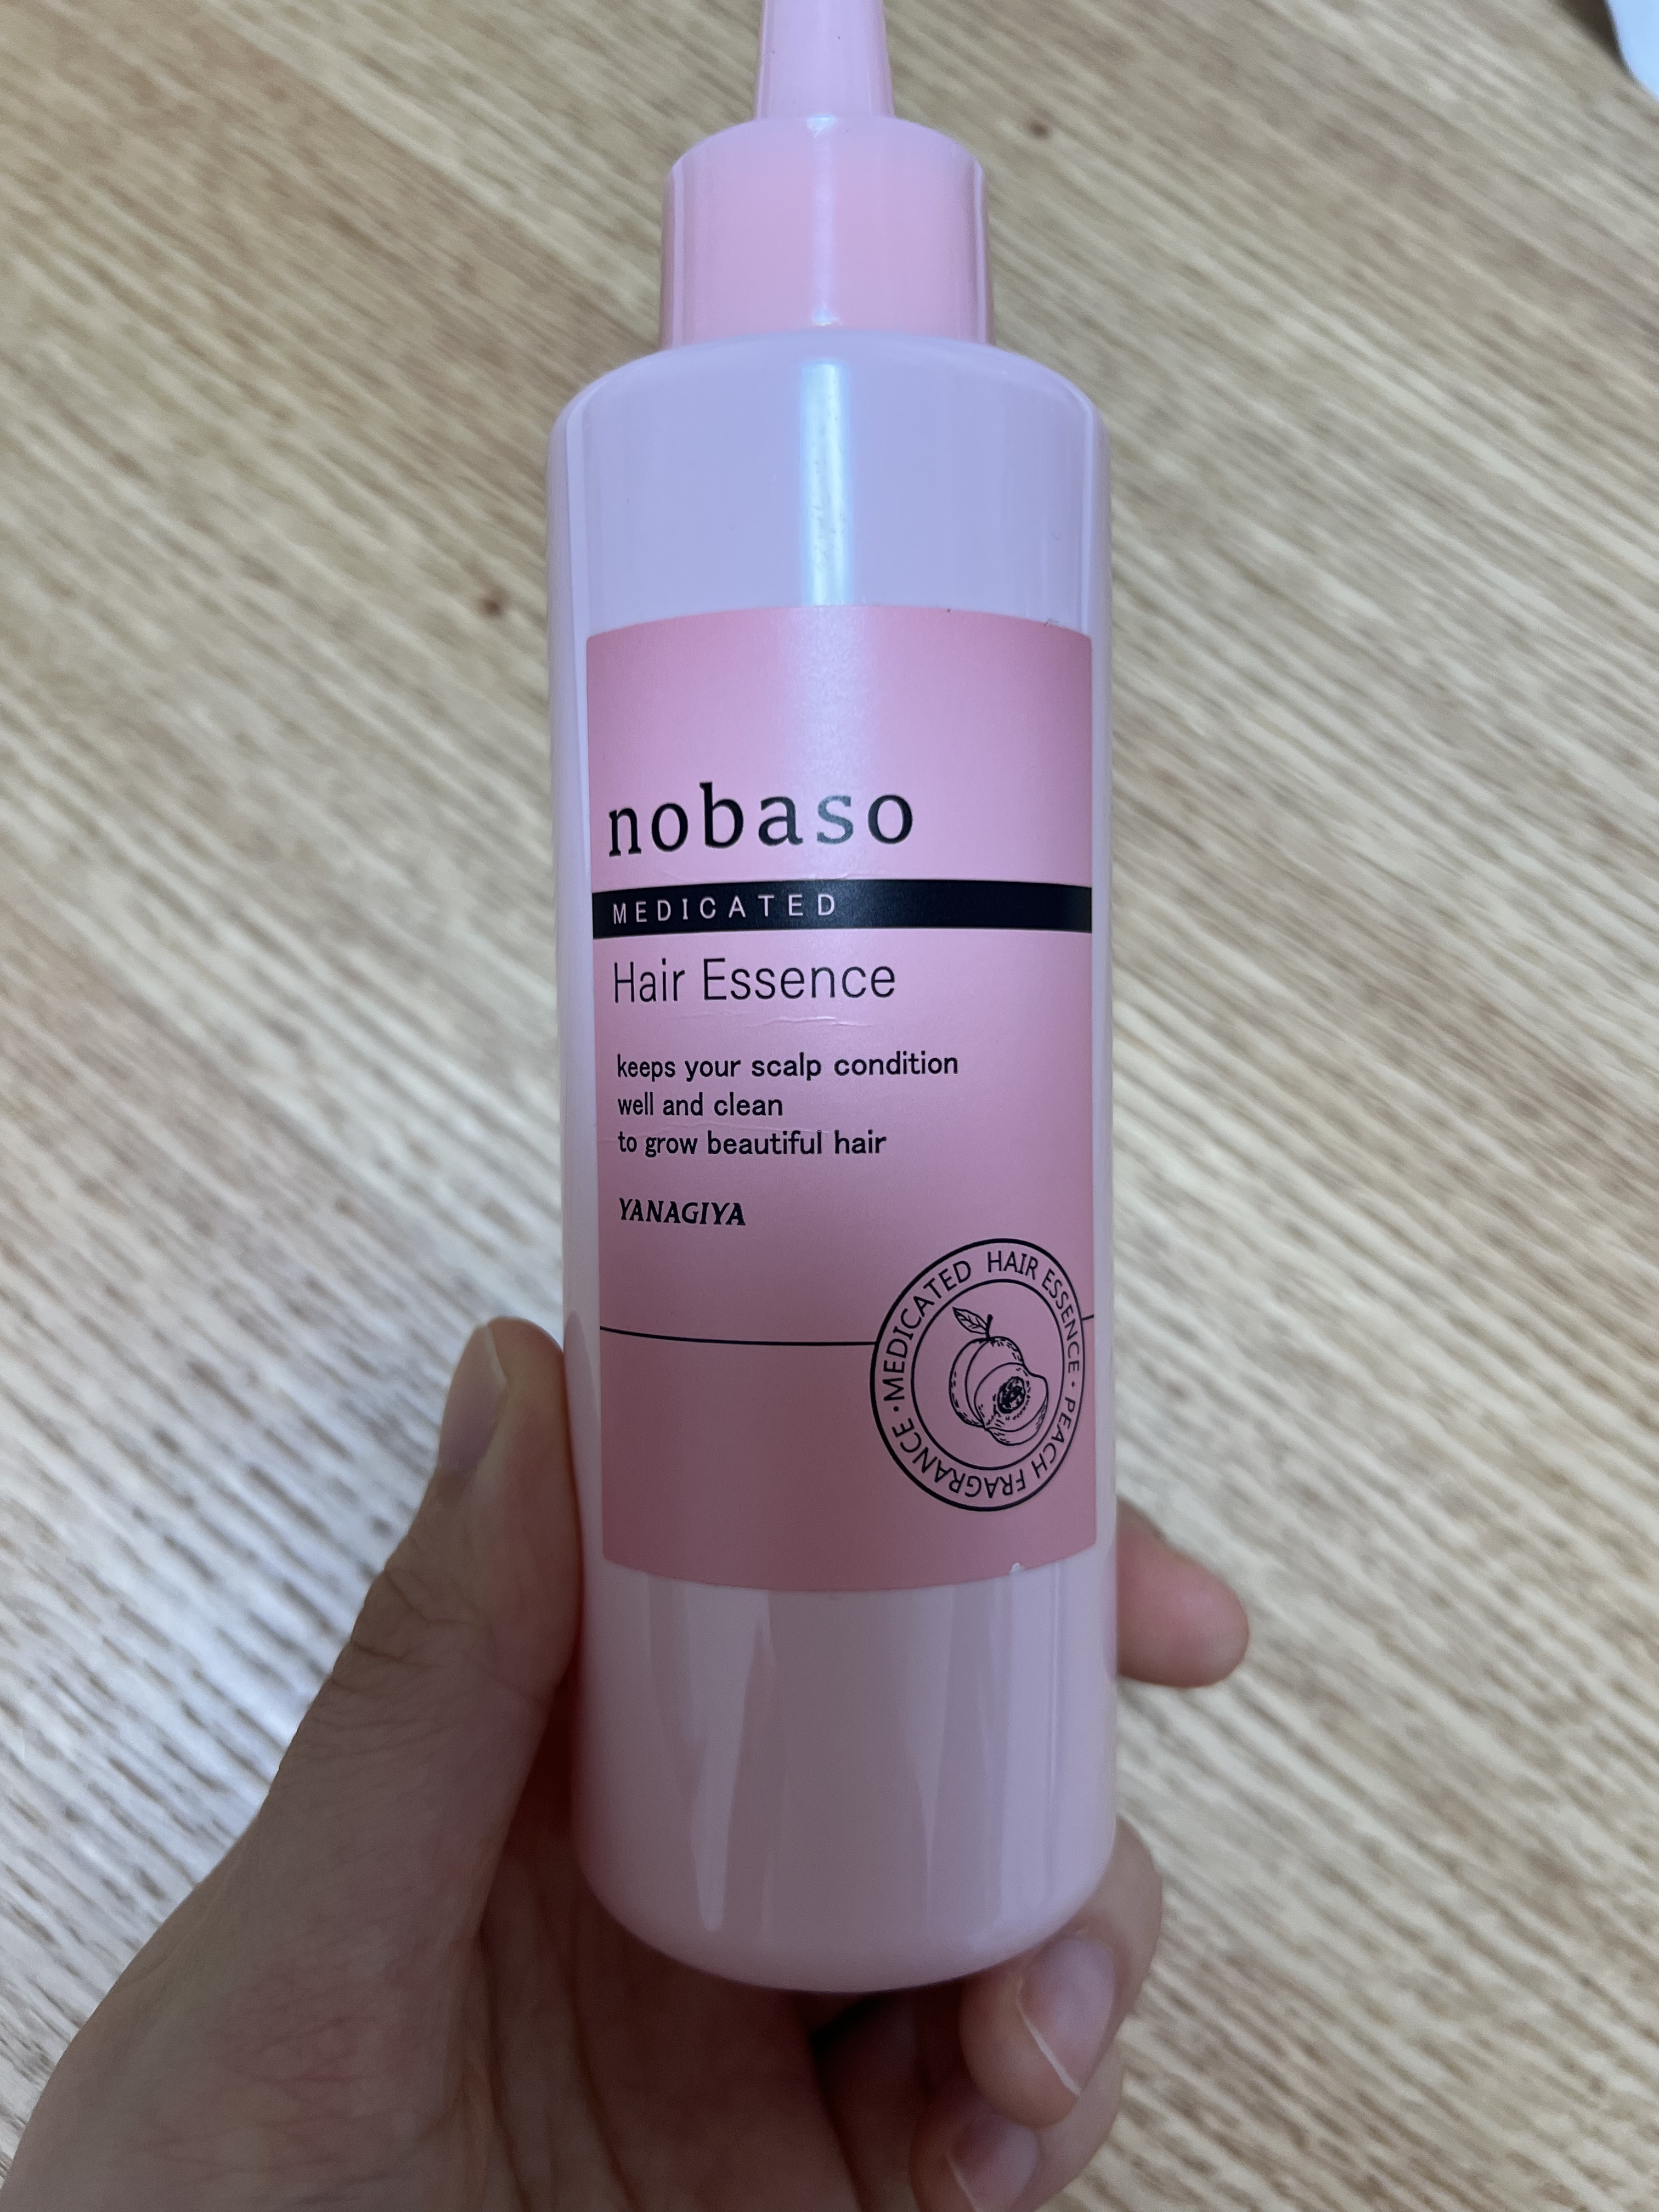 nobaso
MEDICATED
Hair Essence
keeps your scalp condition
well and clean
to grow beautiful hair
YANAGIYA
·MEDICATED HAIR ESSENCE · PEACH FRAGRANCE